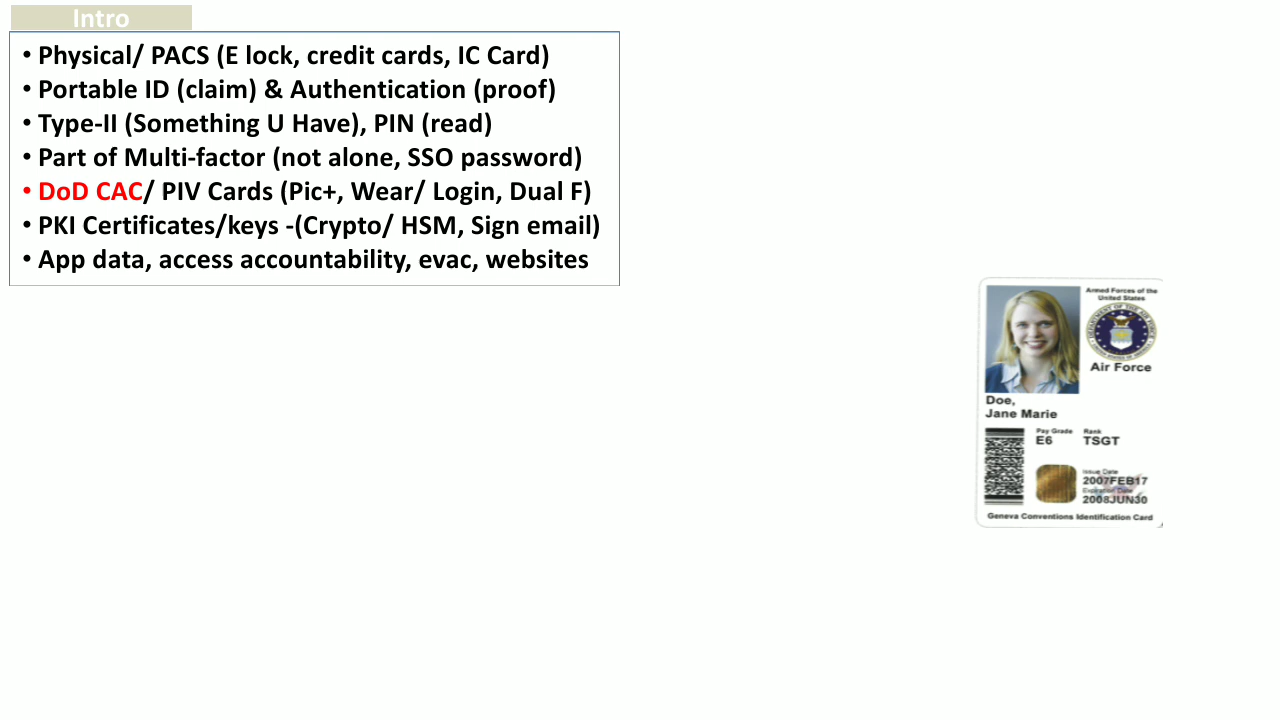 Intro
• Physical/ PACS (E lock, credit cards, IC Card)
• Portable ID (claim) & Authentication (proof)
• Type-II (Something U Have), PIN (read)
• Part of Multi-factor (not alone, SSO password)
• DoD CAC/ PIV Cards (Pic+, Wear/ Login, Dual F)
• PKI Certificates/keys -(Crypto/ HSM, Sign email)
• App data, access accountability, evac, websites
Armed Forces of the
United States
Air Force
Doe,
Jane Marie
Pay Grade Rank
E6 TSGT
Issue Date
2007FEB17
Expiration Date
2008JUN30
Geneva Conventions Identification Card